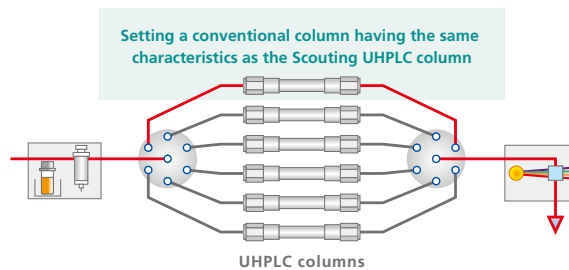 Setting a conventional column having the same
characteristics as the Scouting UHPLC column
UHPLC columns